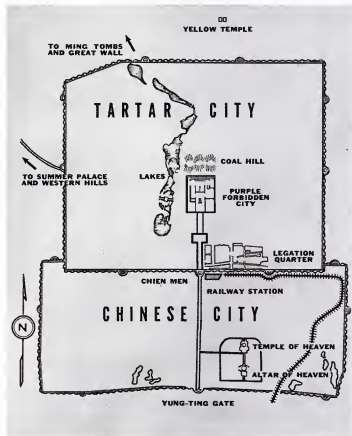 YELLOW TEMPLE
TO MING TOMBS
AND GREAT WALL
TARTAR CITY
COAL HILL
LAKES
TO SUMMER PALACE
AND WESTERN HILLS
PURPLE
FORBIDDEN
CITY
LEGATION
QUARTER
CHIEN MEN
RAILWAY STATION
CHINESE CITY
N
TEMPLE OF HEAVEN
ALTAR OF HEAVEN
YUNG-TING GATE